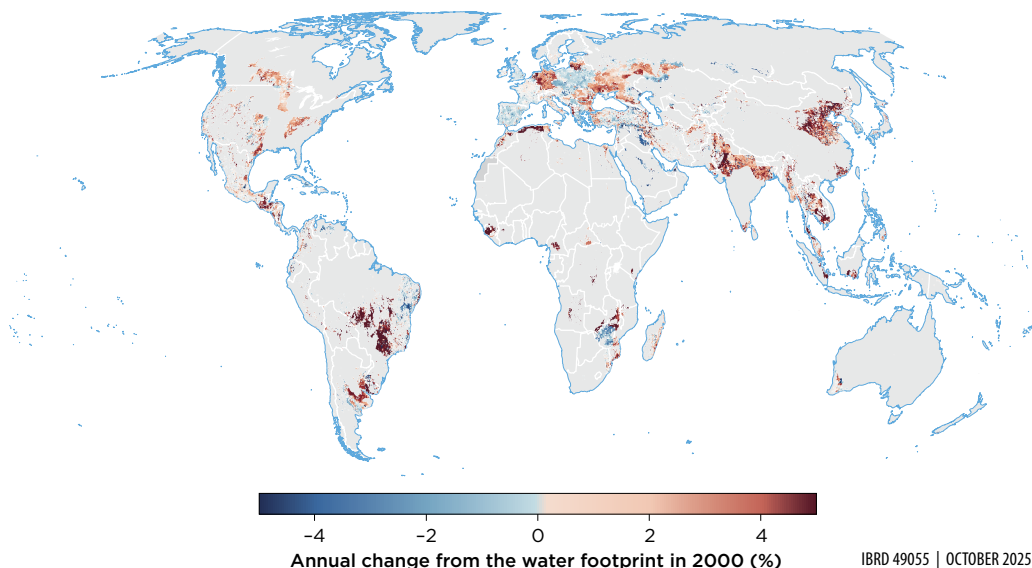 −4 −2 0 2 4
Annual change from the water footprint in 2000 (%)
IBRD 49055 | OCTOBER 2025